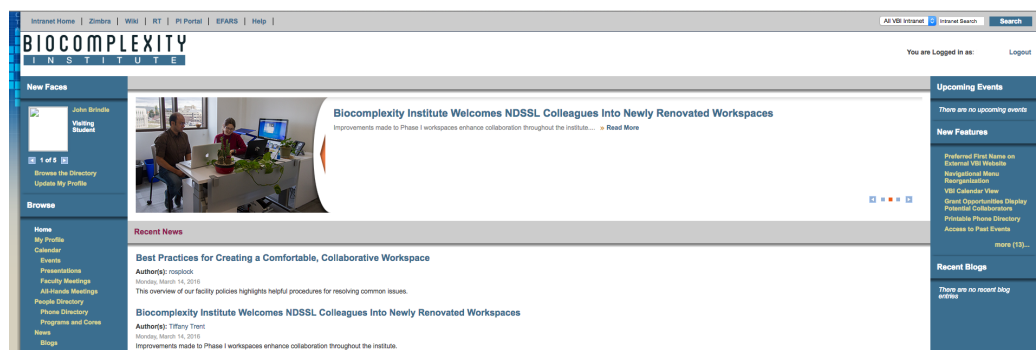 Intranet Home | Zimbra | Wiki | RT | PI Portal | EFARS | Help |
All VBI Intranet
Intranet Search
Search
BIOCOMPLEXITY
INSTITUTE
You are Logged in as:
Logout
New Faces
John Brindle
Visiting
Student
1 of 5
Browse the Directory
Update My Profile
Browse
Home
My Profile
Calendar
Events
Presentations
Faculty Meetings
All-Hands Meetings
People Directory
Phone Directory
Programs and Cores
News
Blogs
Biocomplexity Institute Welcomes NDSSL Colleagues Into Newly Renovated Workspaces
Improvements made to Phase I workspaces enhance collaboration throughout the institute.... » Read More
Recent News
Best Practices for Creating a Comfortable, Collaborative Workspace
Author(s): rosplock
Monday, March 14, 2016
This overview of our facility policies highlights helpful procedures for resolving common issues.
Biocomplexity Institute Welcomes NDSSL Colleagues Into Newly Renovated Workspaces
Author(s): Tiffany Trent
Monday, March 14, 2016
Improvements made to Phase I workspaces enhance collaboration throughout the institute.
Upcoming Events
There are no upcoming events
New Features
Preferred First Name on
External VBI Website
Navigational Menu
Reorganization
VBI Calendar View
Grant Opportunities Display
Potential Collaborators
Printable Phone Directory
Access to Past Events
more (13)...
Recent Blogs
There are no recent blog
entries